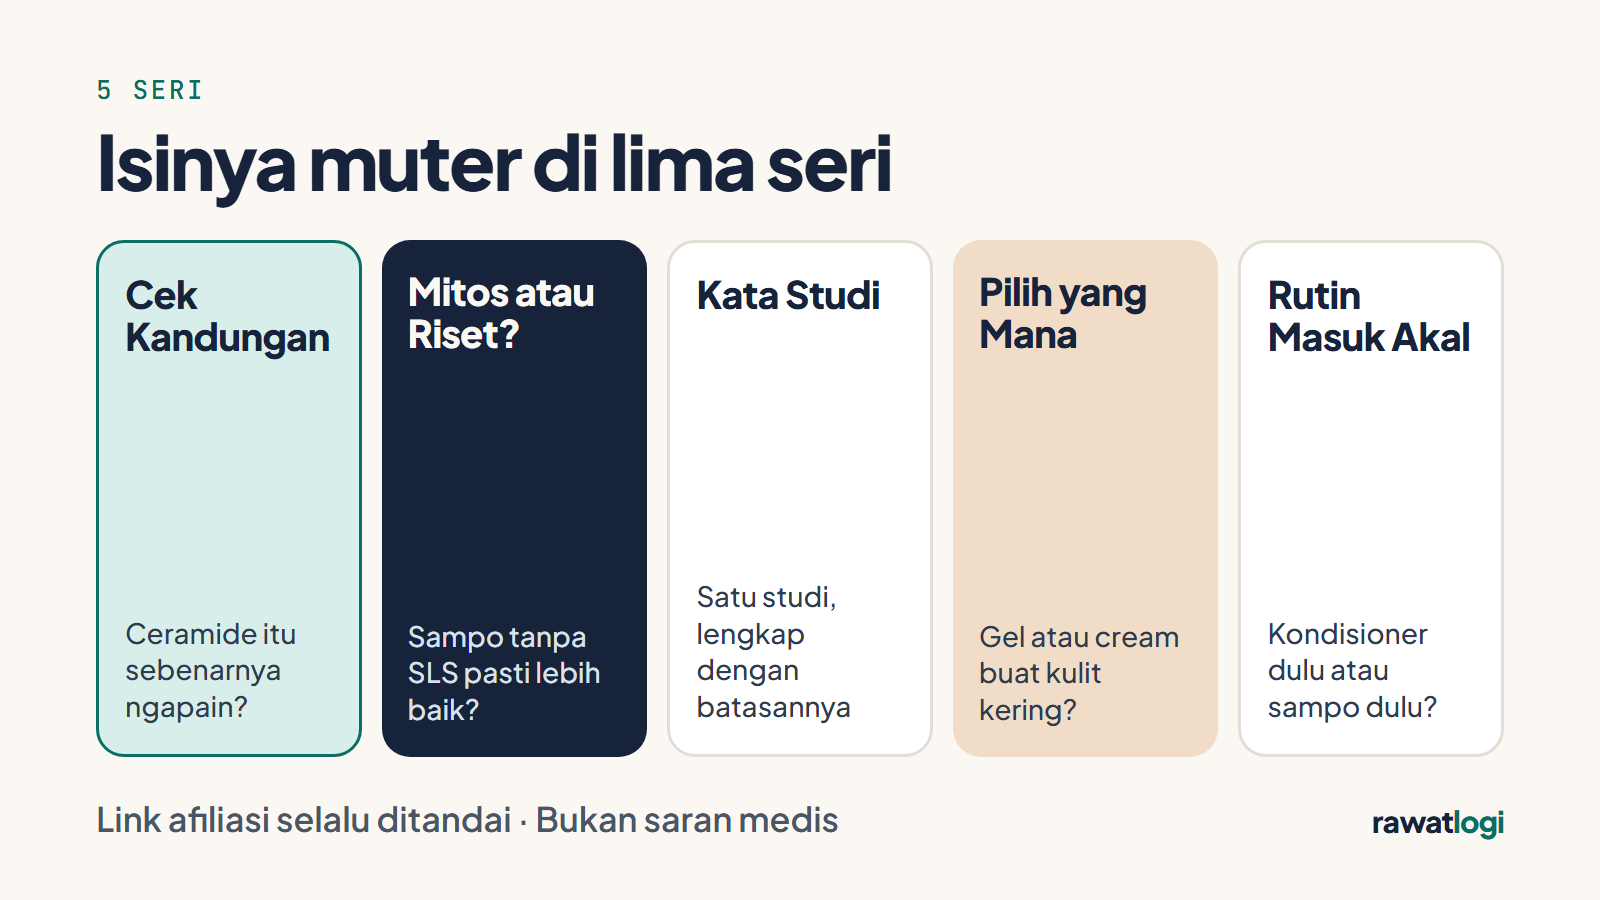 5 SERI
Isinya muter di lima seri
Cek
Kandungan
Ceramide itu
sebenarnya
ngapain?
Mitos atau
Riset?
Sampo tanpa
SLS pasti lebih
baik?
Kata Studi
Satu studi,
lengkap
dengan
batasannya
Pilih yang
Mana
Gel atau cream
buat kulit
kering?
Rutin
Masuk Akal
Kondisioner
dulu atau
sampo dulu?
Link afiliasi selalu ditandai · Bukan saran medis
rawatlogi